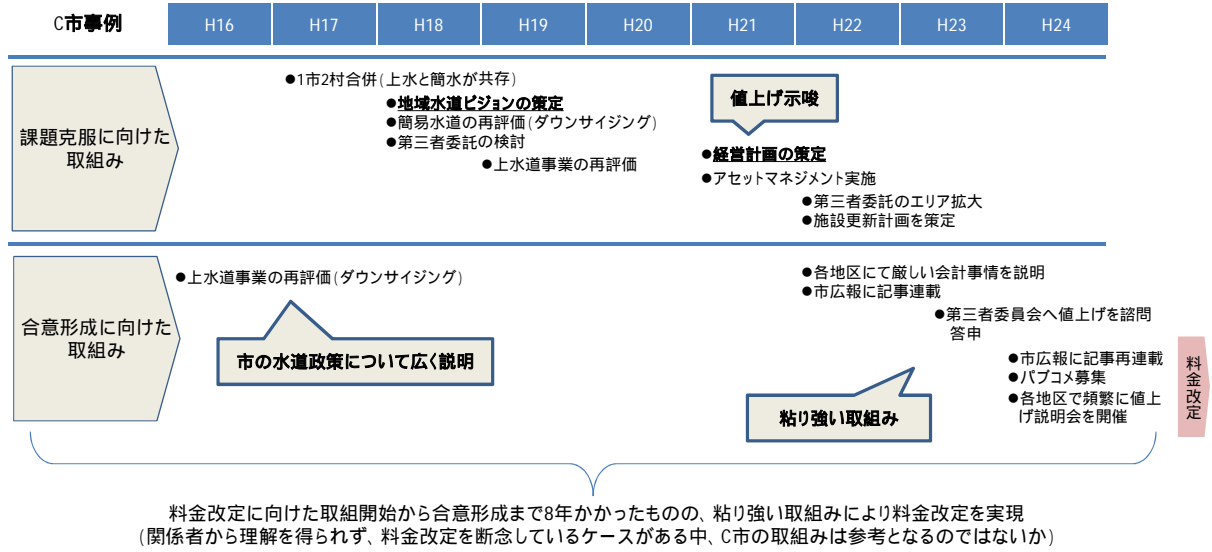 C市事例
H16
H17
H18
H19
H20
H21
H22
H23
H24
課題克服に向けた
取組み
●1市2村合併(上水と簡水が共存)
●地域水道ビジョンの策定
●簡易水道の再評価(ダウンサイジング)
●第三者委託の検討
●上水道事業の再評価
値上げ示唆
●経営計画の策定
●アセットマネジメント実施
●第三者委託のエリア拡大
●施設更新計画を策定
合意形成に向けた
取組み
●上水道事業の再評価(ダウンサイジング)
市の水道政策について広く説明
●各地区にて厳しい会計事情を説明
●市広報に記事連載
●第三者委員会へ値上げを諮問
答申
粘り強い取組み
●市広報に記事再連載
●パブコメ募集
●各地区で頻繁に値上
げ説明会を開催
料金改定
料金改定に向けた取組開始から合意形成まで8年かかったものの、粘り強い取組みにより料金改定を実現
(関係者から理解を得られず、料金改定を断念しているケースがある中、C市の取組みは参考となるのではないか)